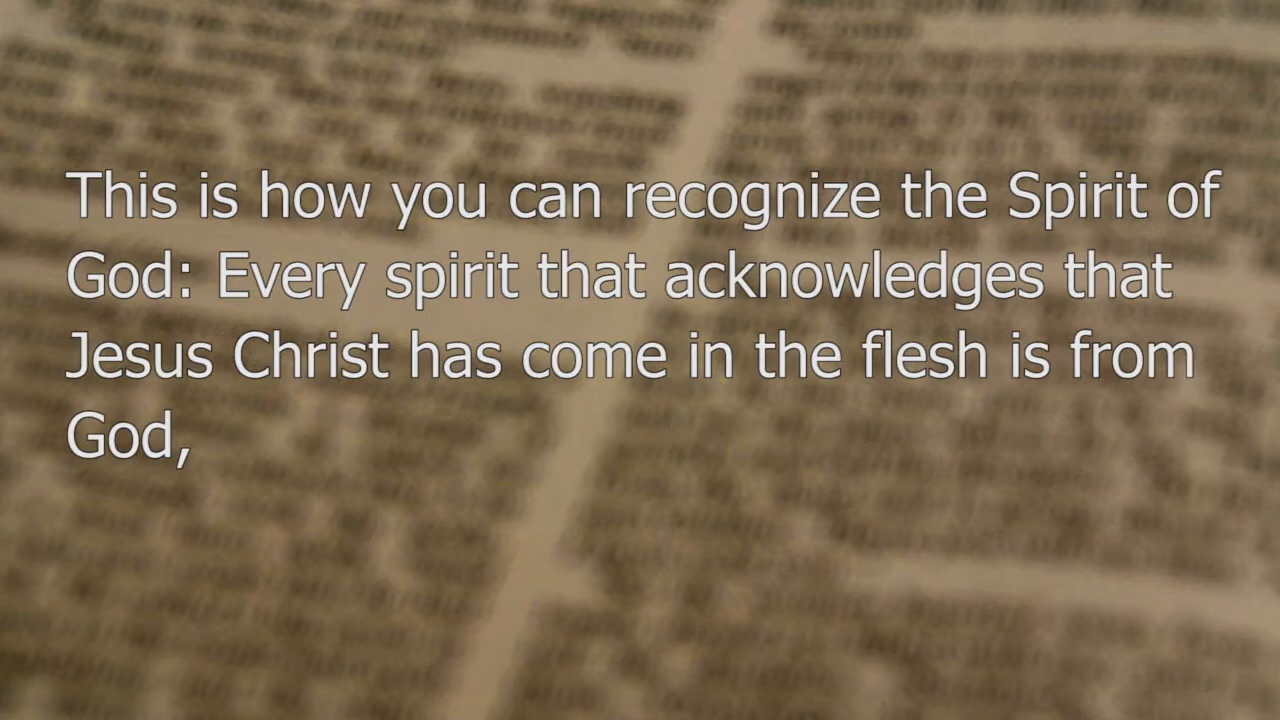 This is how you can recognize the Spirit of
God: Every spirit that acknowledges that
Jesus Christ has come in the flesh is from
God,